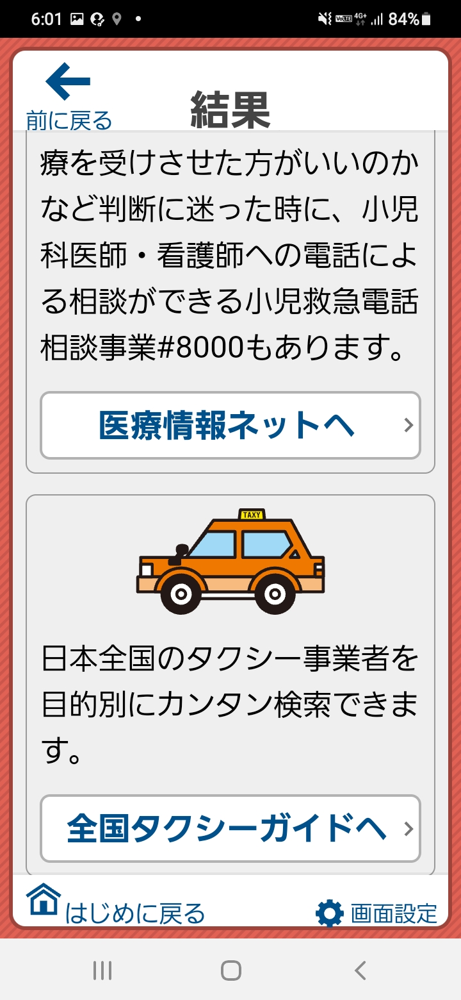 6:01
VoLTE 4G+ 84%
前に戻る
結果
療を受けさせた方がいいのか
など判断に迷った時に、小児
科医師・看護師への電話によ
る相談ができる小児救急電話
相談事業#8000もあります。
医療情報ネットへ
TAXY
日本全国のタクシー事業者を
目的別にカンタン検索できま
す。
全国タクシーガイドへ
はじめに戻る
画面設定